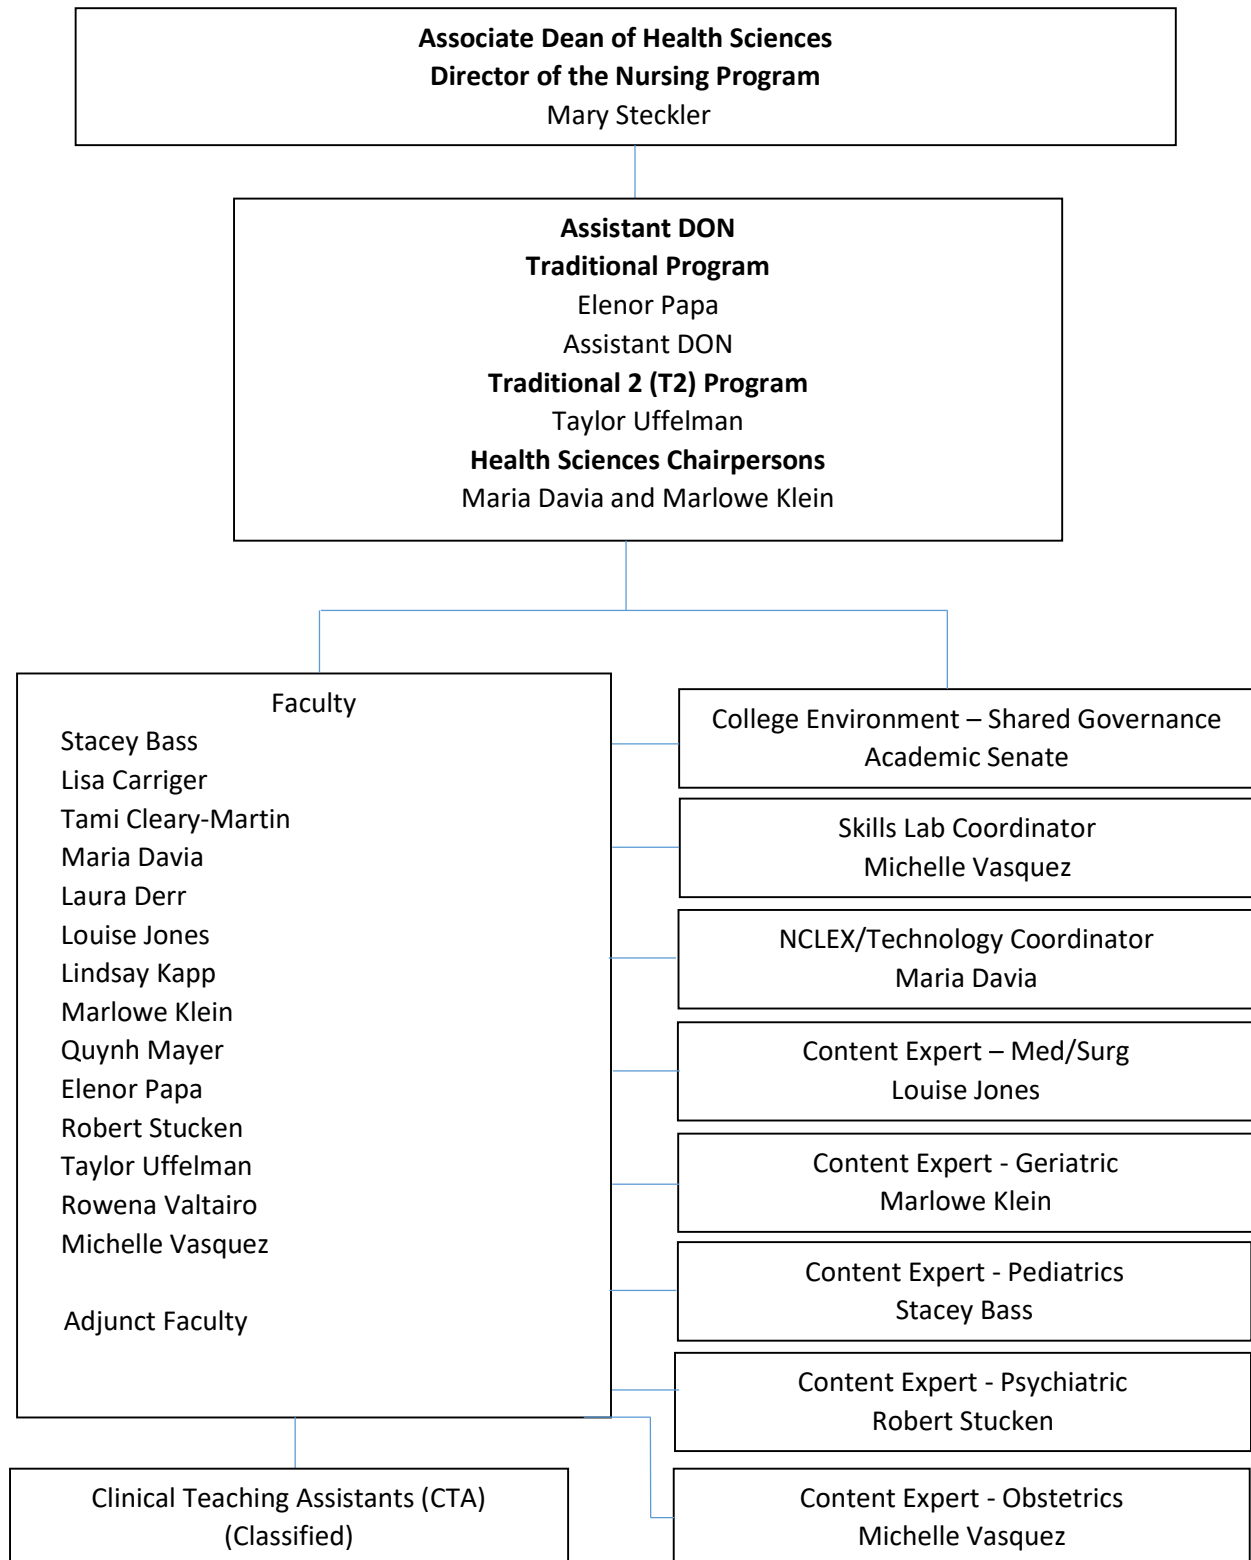 Associate Dean of Health Sciences
Director of the Nursing Program
Mary Steckler
Assistant DON
Traditional Program
Elenor Papa
Assistant DON
Traditional 2 (T2) Program
Taylor Uffelman
Health Sciences Chairpersons
Maria Davia and Marlowe Klein
Faculty
Stacey Bass
Lisa Carriger
Tami Cleary-Martin
Maria Davia
Laura Derr
Louise Jones
Lindsay Kapp
Marlowe Klein
Quynh Mayer
Elenor Papa
Robert Stucken
Taylor Uffelman
Rowena Valtairo
Michelle Vasquez
Adjunct Faculty
College Environment – Shared Governance
Academic Senate
Skills Lab Coordinator
Michelle Vasquez
NCLEX/Technology Coordinator
Maria Davia
Content Expert – Med/Surg
Louise Jones
Content Expert - Geriatric
Marlowe Klein
Content Expert - Pediatrics
Stacey Bass
Content Expert - Psychiatric
Robert Stucken
Content Expert - Obstetrics
Michelle Vasquez
Clinical Teaching Assistants (CTA)
(Classified)